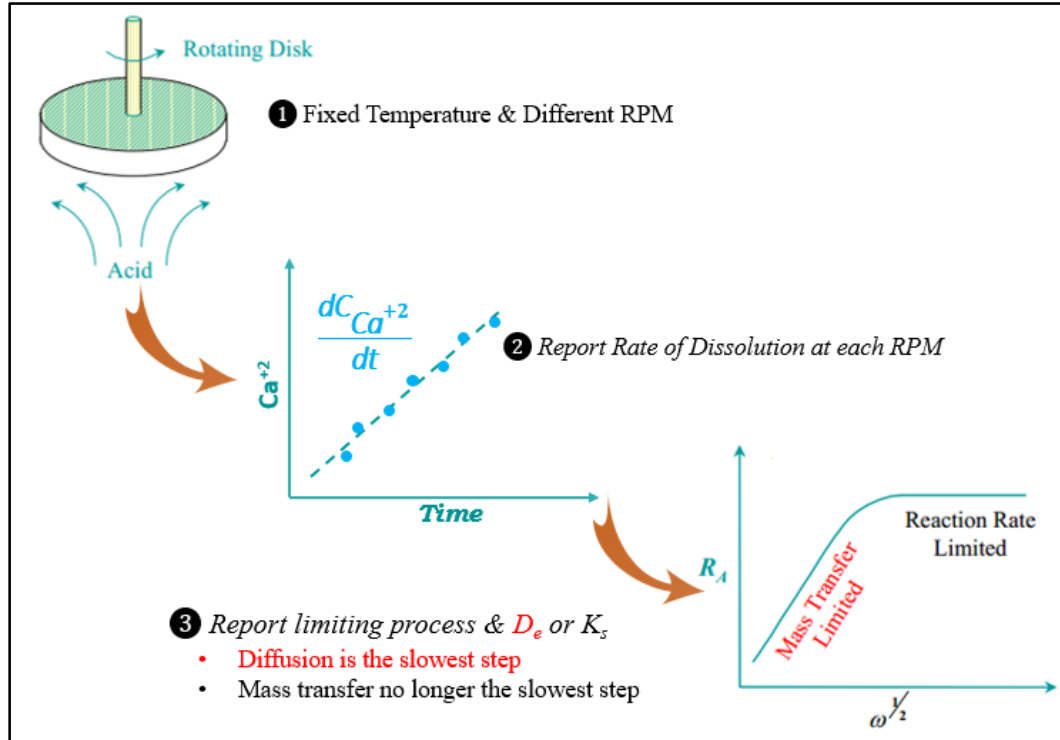 Rotating Disk
❶ Fixed Temperature & Different RPM
Acid
dC_{Ca^{+2}}
dt
❷ Report Rate of Dissolution at each RPM
Ca⁺²
Time
R_A
Mass Transfer
Limited
Reaction Rate
Limited
ω^{1/2}
❸ Report limiting process & D_e or K_s
• Diffusion is the slowest step
• Mass transfer no longer the slowest step